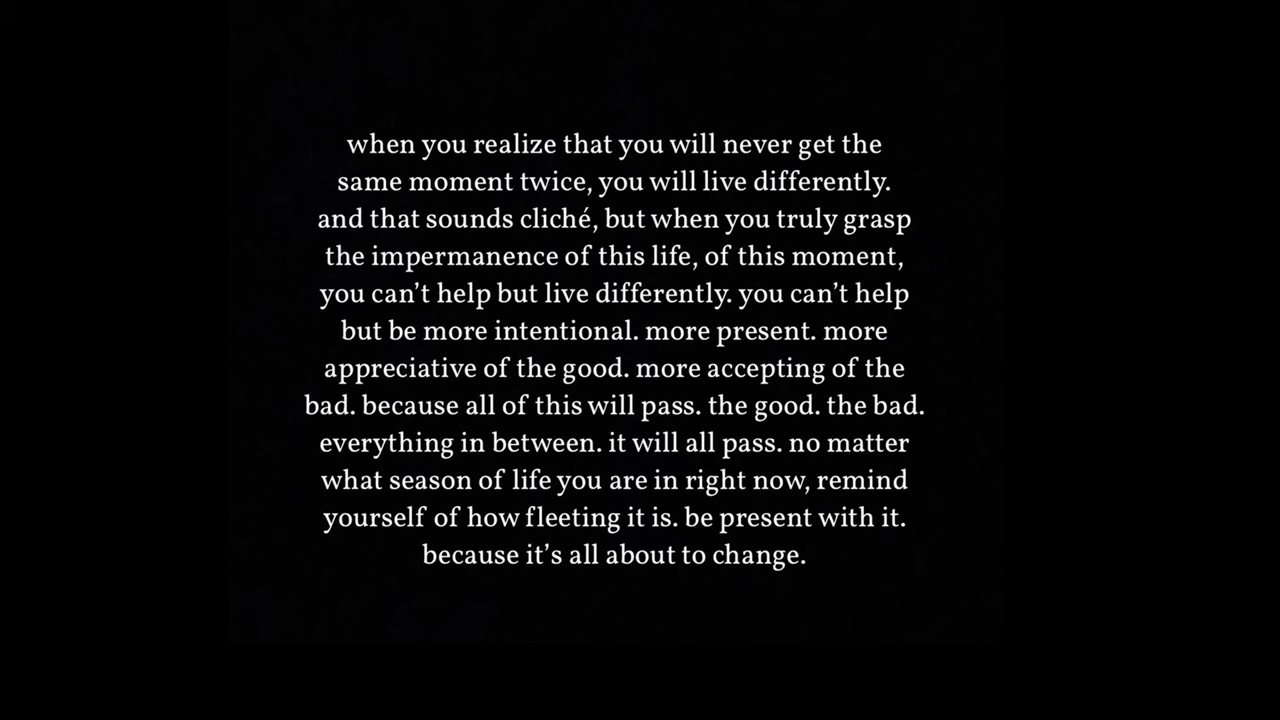 when you realize that you will never get the
same moment twice, you will live differently.
and that sounds cliché, but when you truly grasp
the impermanence of this life, of this moment,
you can’t help but live differently. you can’t help
but be more intentional. more present. more
appreciative of the good. more accepting of the
bad. because all of this will pass. the good. the bad.
everything in between. it will all pass. no matter
what season of life you are in right now, remind
yourself of how fleeting it is. be present with it.
because it’s all about to change.